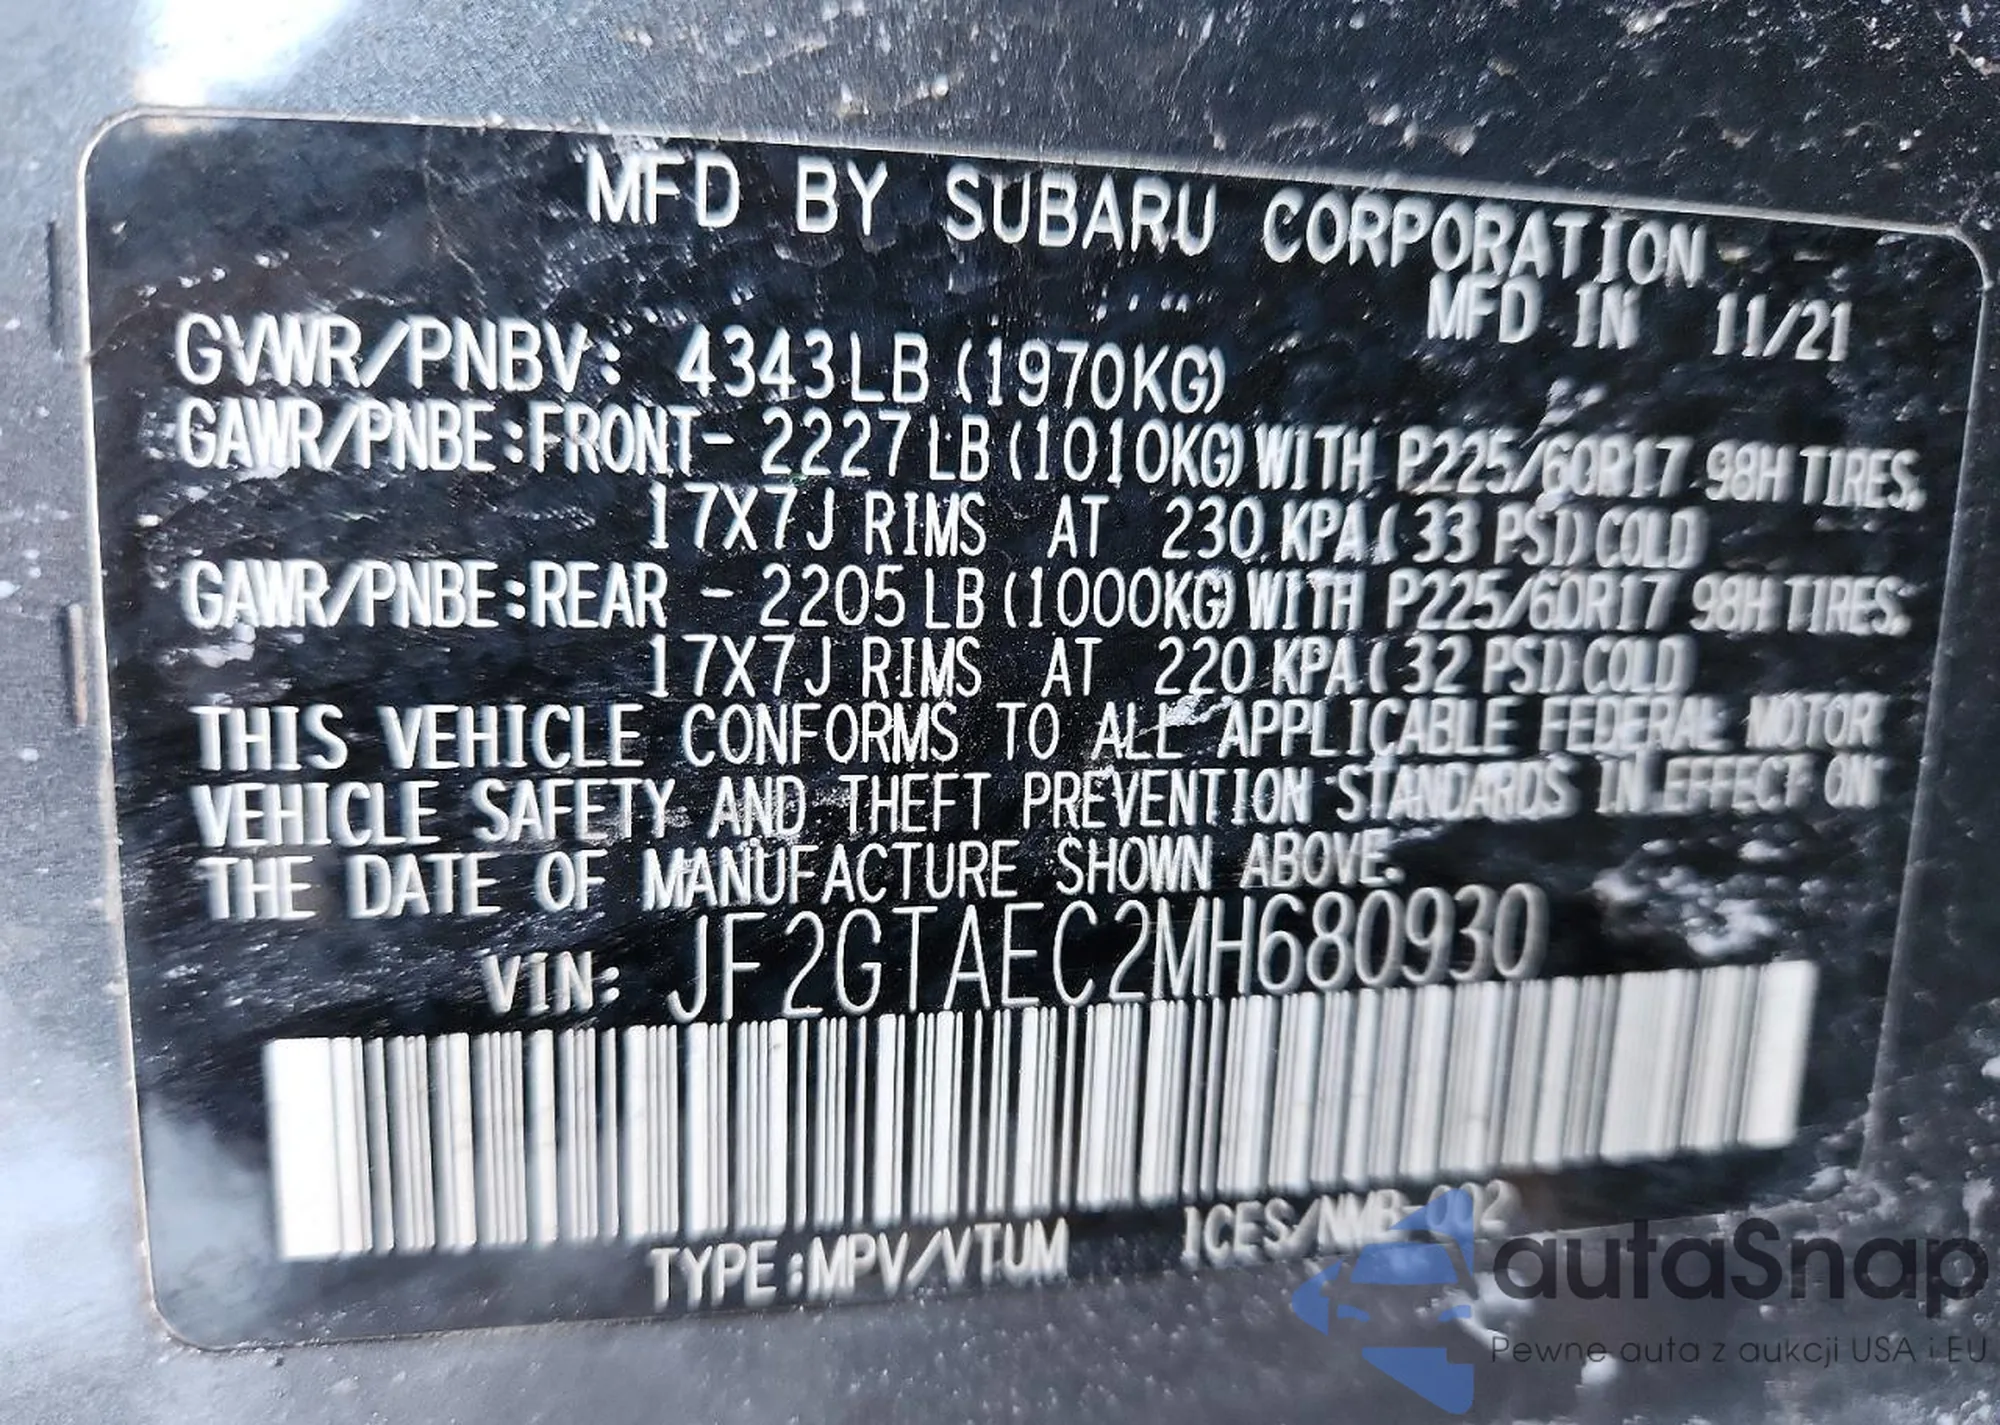 MFD BY SUBARU CORPORATION
MFD IN 11/21
GVWR/PNBV: 4343LB (1970KG)
GAWR/PNBE:FRONT- 2227LB (1010KG) WITH P225/60R17 98H TIRES,
17X7J RIMS AT 230 KPA ( 33 PSI) COLD
GAWR/PNBE:REAR - 2205LB (1000KG) WITH P225/60R17 98H TIRES,
17X7J RIMS AT 220 KPA ( 32 PSI) COLD
THIS VEHICLE CONFORMS TO ALL APPLICABLE FEDERAL MOTOR
VEHICLE SAFETY AND THEFT PREVENTION STANDARDS IN EFFECT ON
THE DATE OF MANUFACTURE SHOWN ABOVE.
VIN: JF2GTAEC2MH680930
TYPE:MPV/VTUM ICES/NMB-002
autaSnap
Pewne auta z aukcji USA i EU